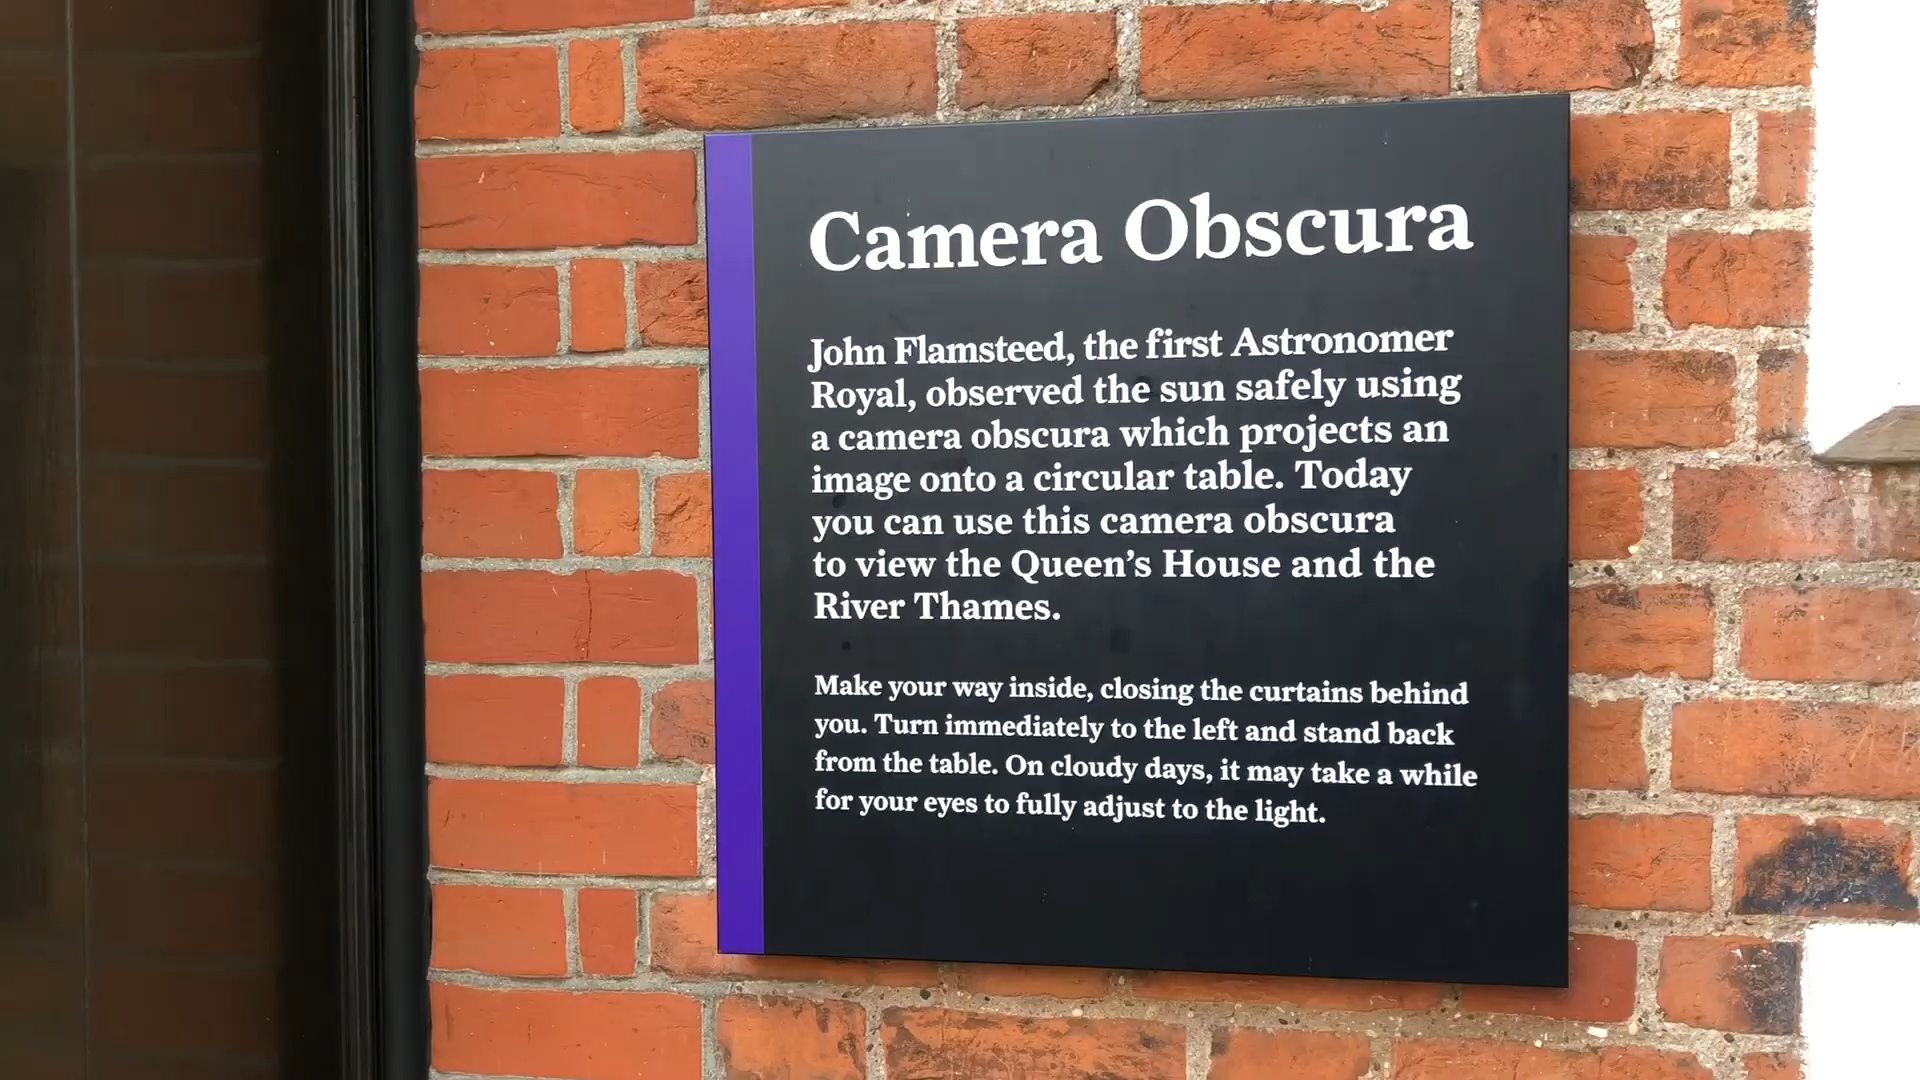 Camera Obscura
John Flamsteed, the first Astronomer
Royal, observed the sun safely using
a camera obscura which projects an
image onto a circular table. Today
you can use this camera obscura
to view the Queen’s House and the
River Thames.
Make your way inside, closing the curtains behind
you. Turn immediately to the left and stand back
from the table. On cloudy days, it may take a while
for your eyes to fully adjust to the light.